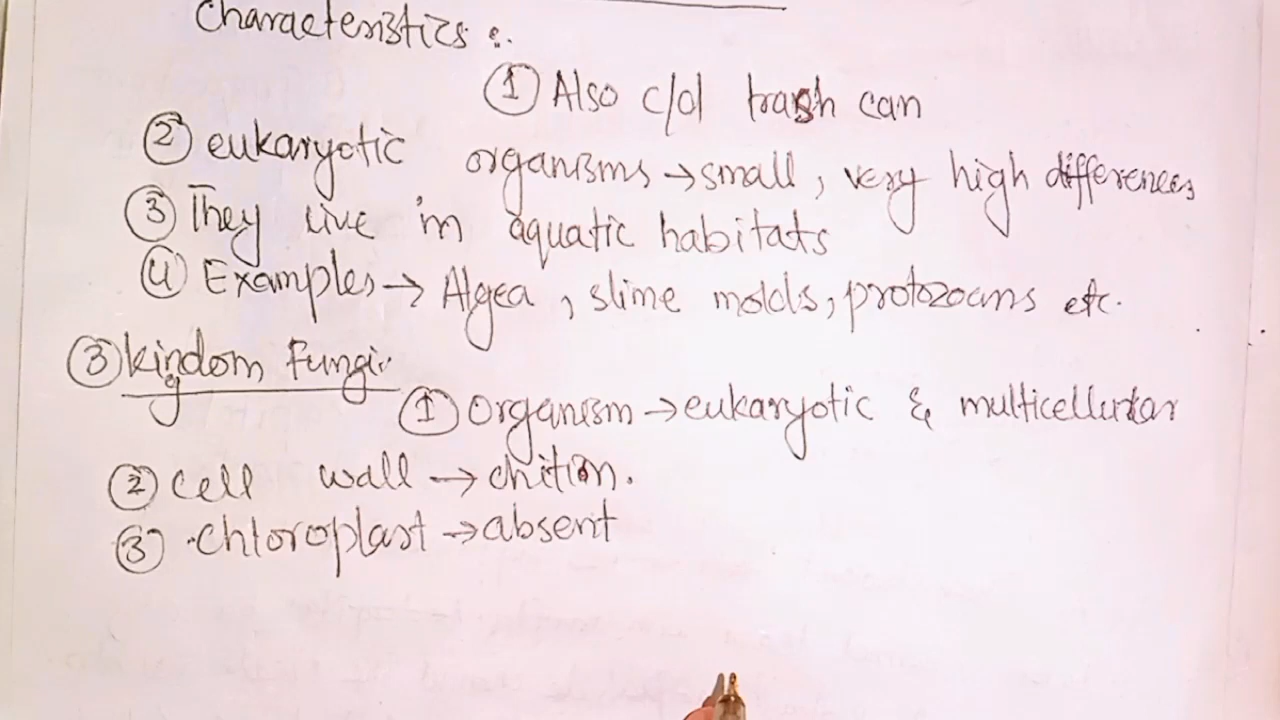 Characteristics :.
① Also c/d trash can
② eukaryotic organisms → small, very high differences
③ They live in aquatic habitats
④ Examples → Algea, slime molds, protozoans etc.
③ Kingdom Fungi
① Organism → eukaryotic & multicellular
② Cell wall → chition.
③ Chloroplast → absent